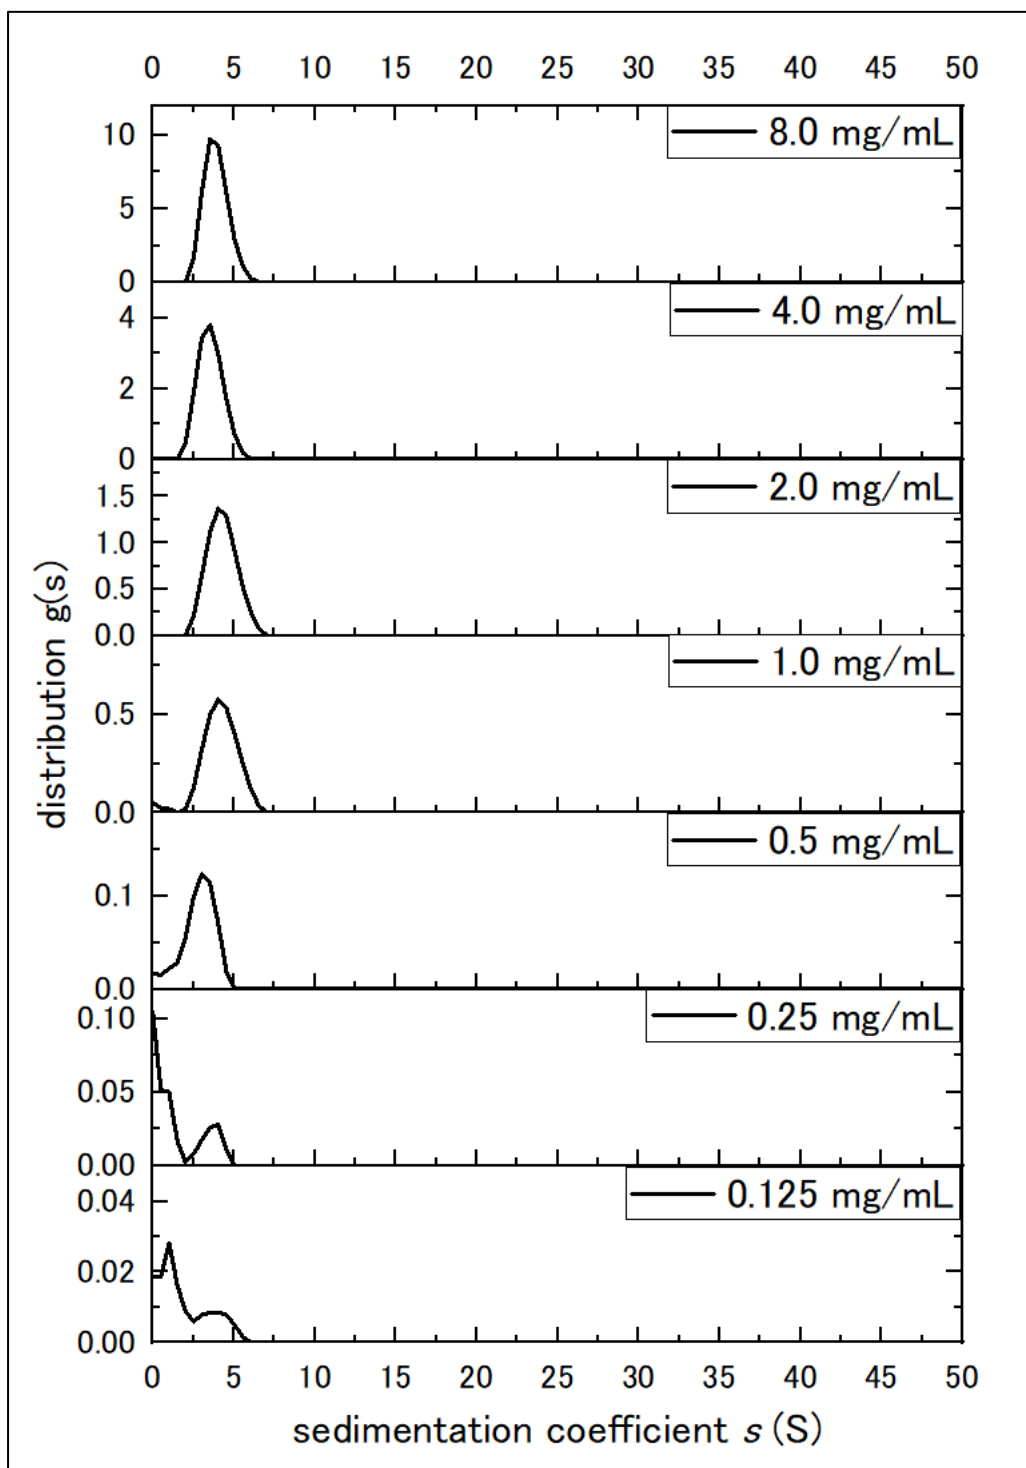 0 5 10 15 20 25 30 35 40 45 50
8.0 mg/mL
10
5
0
4.0 mg/mL
4
2
0
2.0 mg/mL
1.5
1.0
0.5
0.0
1.0 mg/mL
0.5
0.0
0.5 mg/mL
0.1
0.0
0.25 mg/mL
0.10
0.05
0.00
0.125 mg/mL
0.04
0.02
0.00
distribution g(s)
0 5 10 15 20 25 30 35 40 45 50
sedimentation coefficient s (S)